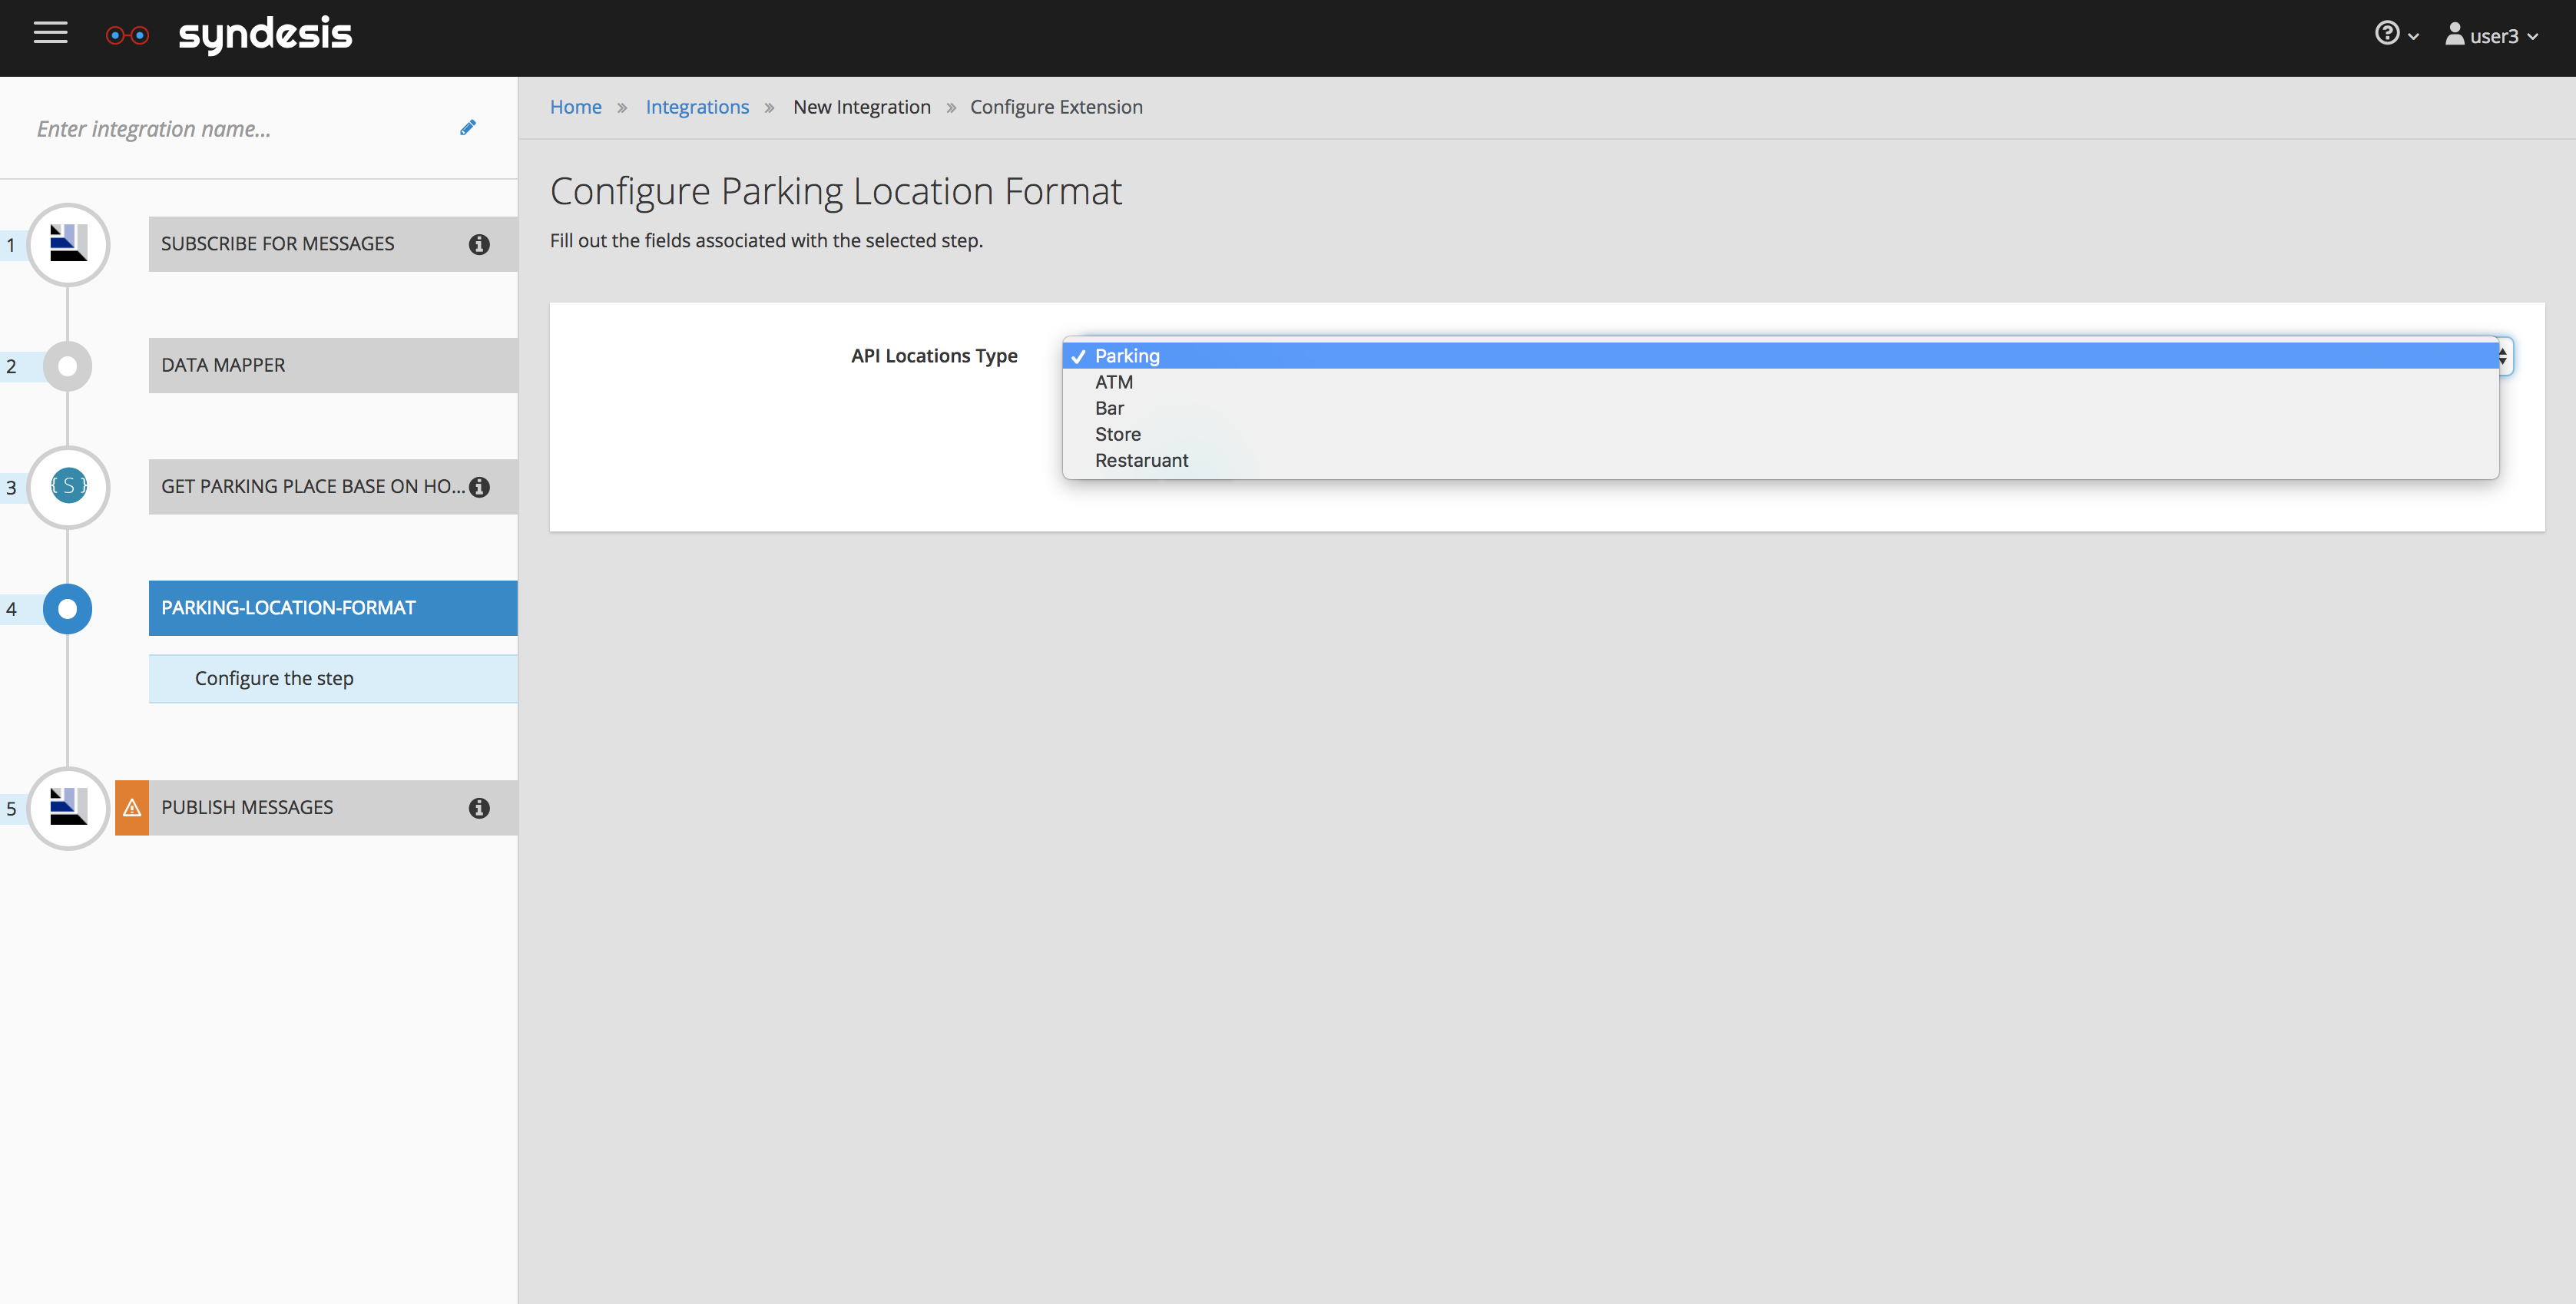 syndesis
user3
Enter integration name...
Home » Integrations » New Integration » Configure Extension
Configure Parking Location Format
Fill out the fields associated with the selected step.
1
SUBSCRIBE FOR MESSAGES
2
DATA MAPPER
3
{ S }
GET PARKING PLACE BASE ON HO...
4
PARKING-LOCATION-FORMAT
Configure the step
5
PUBLISH MESSAGES
API Locations Type
✓ Parking
ATM
Bar
Store
Restaruant